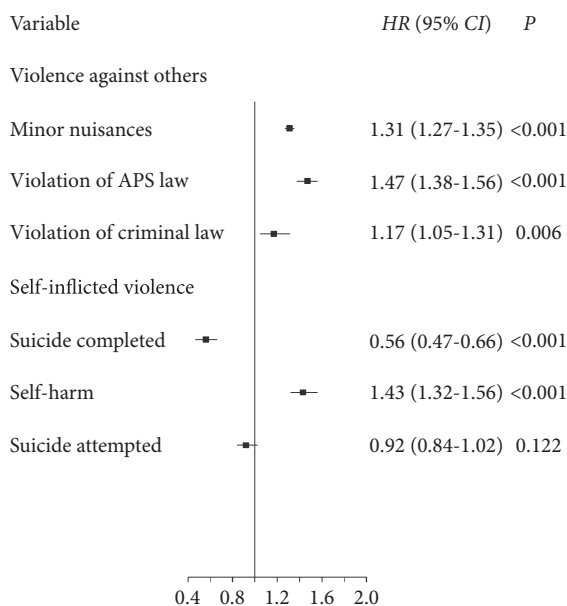 Variable HR (95% CI) P
Violence against others
Minor nuisances 1.31 (1.27-1.35) <0.001
Violation of APS law 1.47 (1.38-1.56) <0.001
Violation of criminal law 1.17 (1.05-1.31) 0.006
Self-inflicted violence
Suicide completed 0.56 (0.47-0.66) <0.001
Self-harm 1.43 (1.32-1.56) <0.001
Suicide attempted 0.92 (0.84-1.02) 0.122
0.4 0.8 1.2 1.6 2.0